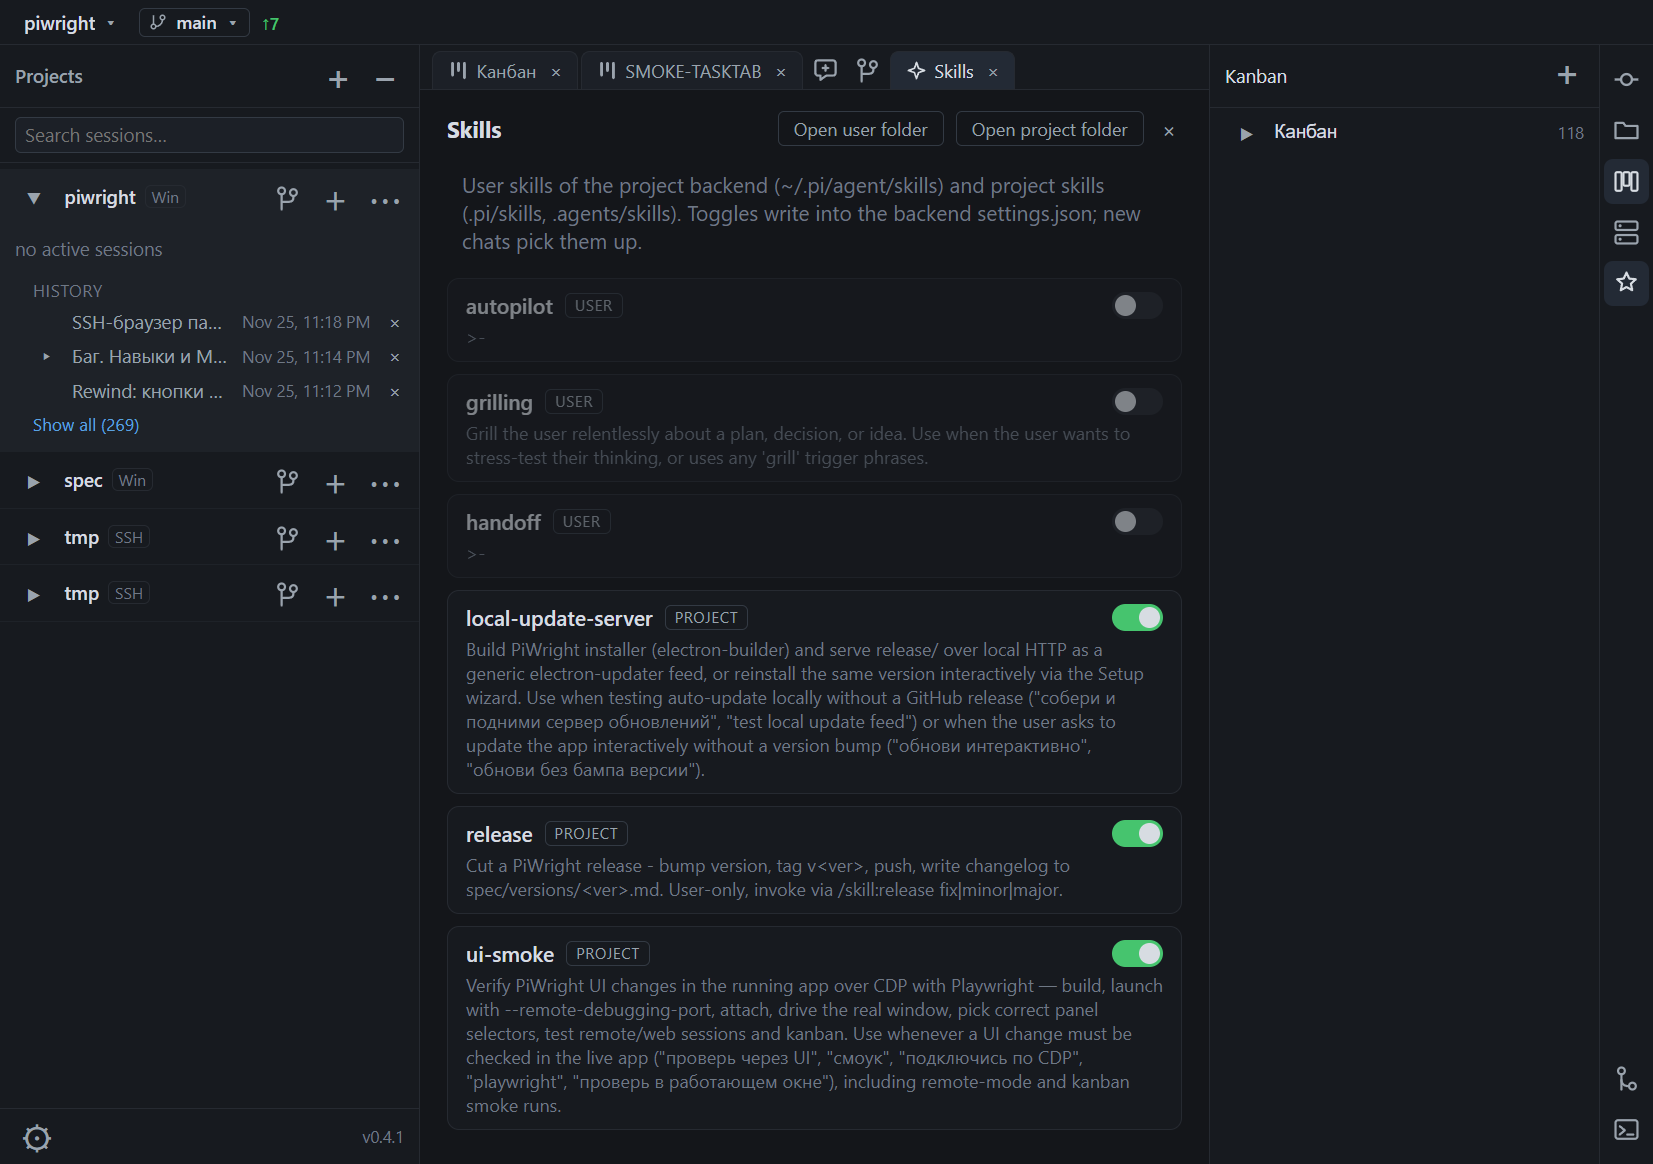 piwright
main
↑7
Projects
Search sessions...
piwright Win
no active sessions
HISTORY
SSH-браузер па... Nov 25, 11:18 PM
Баг. Навыки и М... Nov 25, 11:14 PM
Rewind: кнопки ... Nov 25, 11:12 PM
Show all (269)
spec Win
tmp SSH
tmp SSH
v0.4.1
Канбан
SMOKE-TASKTAB
Skills
Skills
Open user folder
Open project folder
User skills of the project backend (~/.pi/agent/skills) and project skills
(.pi/skills, .agents/skills). Toggles write into the backend settings.json; new
chats pick them up.
autopilot USER
>-
grilling USER
Grill the user relentlessly about a plan, decision, or idea. Use when the user wants to
stress-test their thinking, or uses any 'grill' trigger phrases.
handoff USER
>-
local-update-server PROJECT
Build PiWright installer (electron-builder) and serve release/ over local HTTP as a
generic electron-updater feed, or reinstall the same version interactively via the Setup
wizard. Use when testing auto-update locally without a GitHub release ("собери и
подними сервер обновлений", "test local update feed") or when the user asks to
update the app interactively without a version bump ("обнови интерактивно",
"обнови без бампа версии").
release PROJECT
Cut a PiWright release - bump version, tag v<ver>, push, write changelog to
spec/versions/<ver>.md. User-only, invoke via /skill:release fix|minor|major.
ui-smoke PROJECT
Verify PiWright UI changes in the running app over CDP with Playwright — build, launch
with --remote-debugging-port, attach, drive the real window, pick correct panel
selectors, test remote/web sessions and kanban. Use whenever a UI change must be
checked in the live app ("проверь через UI", "смоук", "подключись по CDP",
"playwright", "проверь в работающем окне"), including remote-mode and kanban
smoke runs.
Kanban
Канбан 118